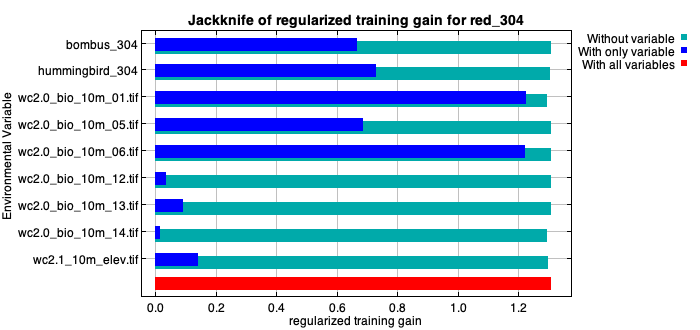 Jackknife of regularized training gain for red_304
Without variable
With only variable
With all variables
Environmental Variable
bombus_304
hummingbird_304
wc2.0_bio_10m_01.tif
wc2.0_bio_10m_05.tif
wc2.0_bio_10m_06.tif
wc2.0_bio_10m_12.tif
wc2.0_bio_10m_13.tif
wc2.0_bio_10m_14.tif
wc2.1_10m_elev.tif
0.0 0.2 0.4 0.6 0.8 1.0 1.2
regularized training gain